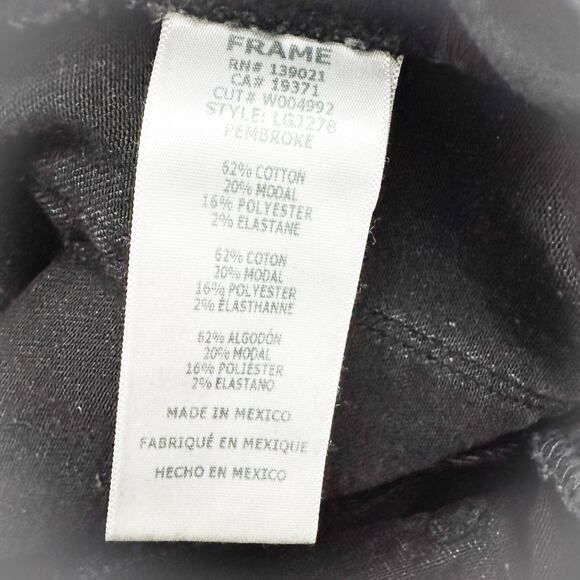 FRAME
RN# 139021
CA# 19371
CUT# W004992
STYLE: LGJ278
PEMBROKE
62% COTTON
20% MODAL
16% POLYESTER
2% ELASTANE
62% COTON
20% MODAL
16% POLYESTER
2% ÉLASTHANNE
62% ALGODÓN
20% MODAL
16% POLIÉSTER
2% ELASTANO
MADE IN MEXICO
FABRIQUÉ EN MEXIQUE
HECHO EN MEXICO